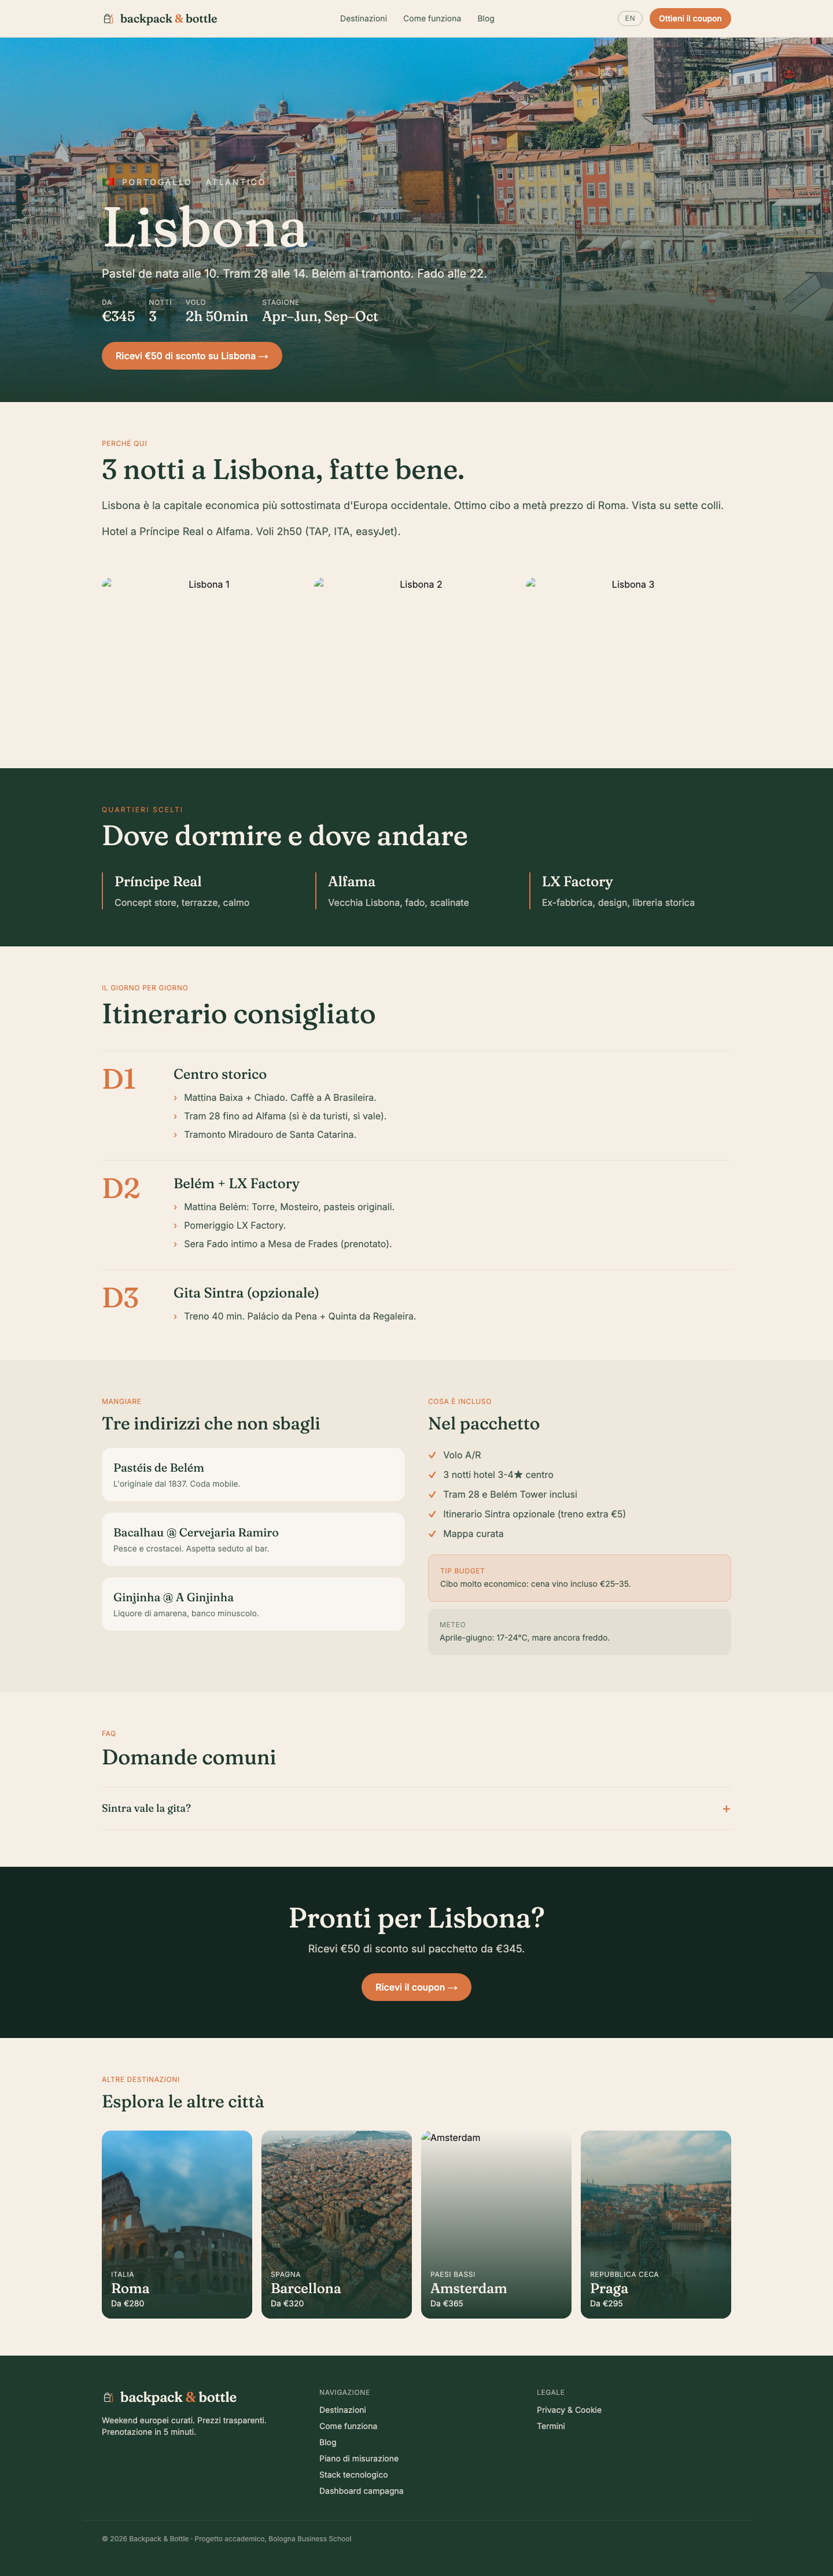 backpack & bottle
Destinazioni
Come funziona
Blog
EN
Ottieni il coupon
PORTOGALLO · ATLANTICO
Lisbona
Pastel de nata alle 10. Tram 28 alle 14. Belém al tramonto. Fado alle 22.
DA
€345
NOTTI
3
VOLO
2h 50min
STAGIONE
Apr–Jun, Sep–Oct
Ricevi €50 di sconto su Lisbona →
PERCHÉ QUI
3 notti a Lisbona, fatte bene.
Lisbona è la capitale economica più sottostimata d'Europa occidentale. Ottimo cibo a metà prezzo di Roma. Vista su sette colli.
Hotel a Príncipe Real o Alfama. Voli 2h50 (TAP, ITA, easyJet).
Lisbona 1
Lisbona 2
Lisbona 3
QUARTIERI SCELTI
Dove dormire e dove andare
Príncipe Real
Concept store, terrazze, calmo
Alfama
Vecchia Lisbona, fado, scalinate
LX Factory
Ex-fabbrica, design, libreria storica
IL GIORNO PER GIORNO
Itinerario consigliato
D1
Centro storico
› Mattina Baixa + Chiado. Caffè a A Brasileira.
› Tram 28 fino ad Alfama (sì è da turisti, sì vale).
› Tramonto Miradouro de Santa Catarina.
D2
Belém + LX Factory
› Mattina Belém: Torre, Mosteiro, pasteis originali.
› Pomeriggio LX Factory.
› Sera Fado intimo a Mesa de Frades (prenotato).
D3
Gita Sintra (opzionale)
› Treno 40 min. Palácio da Pena + Quinta da Regaleira.
MANGIARE
Tre indirizzi che non sbagli
Pastéis de Belém
L'originale dal 1837. Coda mobile.
Bacalhau @ Cervejaria Ramiro
Pesce e crostacei. Aspetta seduto al bar.
Ginjinha @ A Ginjinha
Liquore di amarena, banco minuscolo.
COSA È INCLUSO
Nel pacchetto
✓ Volo A/R
✓ 3 notti hotel 3-4★ centro
✓ Tram 28 e Belém Tower inclusi
✓ Itinerario Sintra opzionale (treno extra €5)
✓ Mappa curata
TIP BUDGET
Cibo molto economico: cena vino incluso €25–35.
METEO
Aprile-giugno: 17-24°C, mare ancora freddo.
FAQ
Domande comuni
Sintra vale la gita?
+
Pronti per Lisbona?
Ricevi €50 di sconto sul pacchetto da €345.
Ricevi il coupon →
ALTRE DESTINAZIONI
Esplora le altre città
ITALIA
Roma
Da €280
SPAGNA
Barcellona
Da €320
Amsterdam
PAESI BASSI
Amsterdam
Da €365
REPUBBLICA CECA
Praga
Da €295
backpack & bottle
Weekend europei curati. Prezzi trasparenti.
Prenotazione in 5 minuti.
NAVIGAZIONE
Destinazioni
Come funziona
Blog
Piano di misurazione
Stack tecnologico
Dashboard campagna
LEGALE
Privacy & Cookie
Termini
© 2026 Backpack & Bottle · Progetto accademico, Bologna Business School